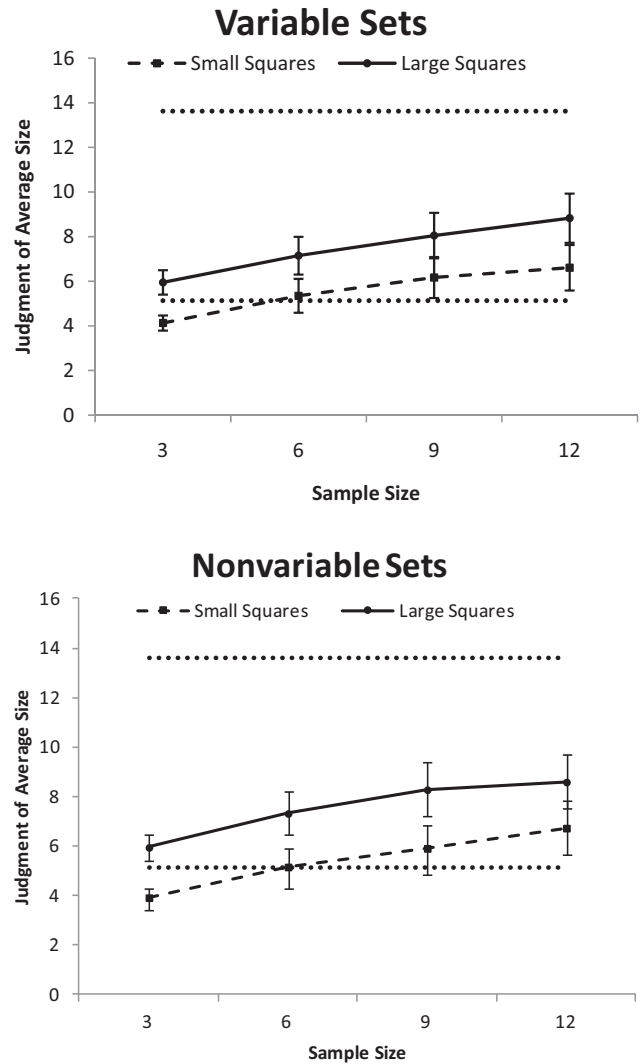 Variable Sets
16
Small Squares
Large Squares
14
12
10
8
6
4
2
0
Judgment of Average Size
3 6 9 12
Sample Size
Nonvariable Sets
16
Small Squares
Large Squares
14
12
10
8
6
4
2
0
Judgment of Average Size
3 6 9 12
Sample Size